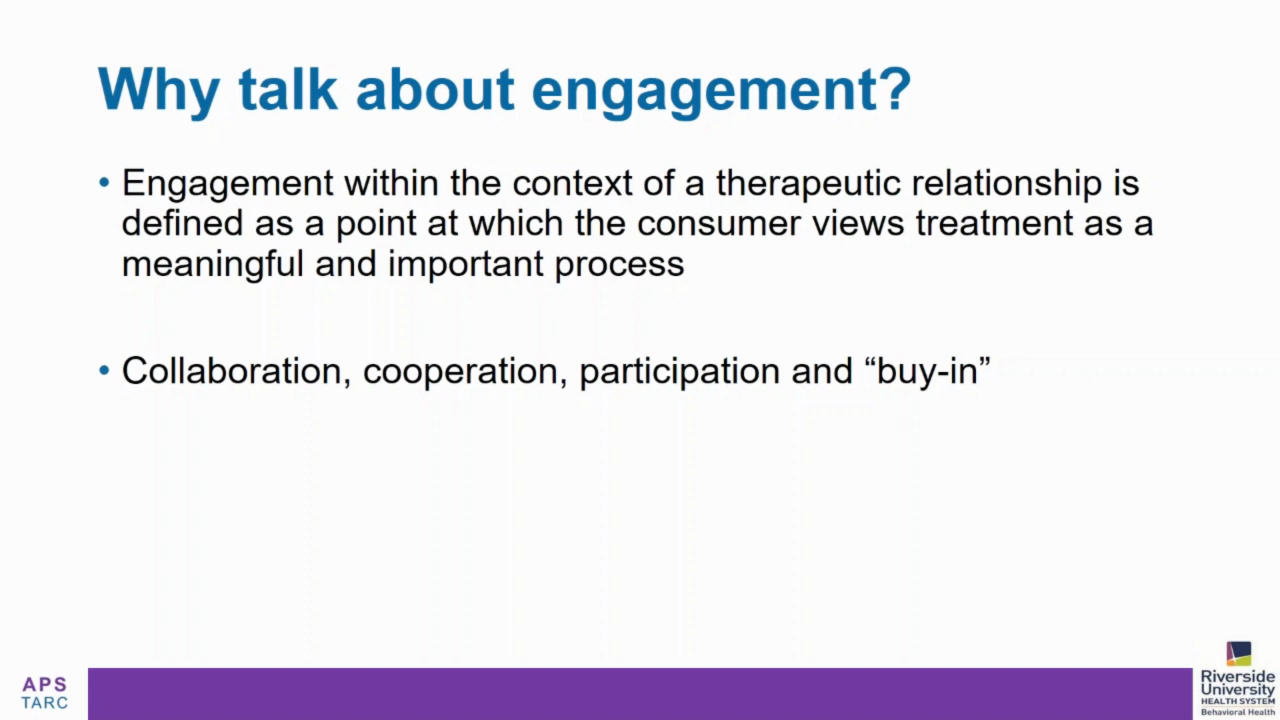 Why talk about engagement?
• Engagement within the context of a therapeutic relationship is
defined as a point at which the consumer views treatment as a
meaningful and important process
• Collaboration, cooperation, participation and “buy-in”
APS
TARC
Riverside
University
HEALTH SYSTEM
Behavioral Health